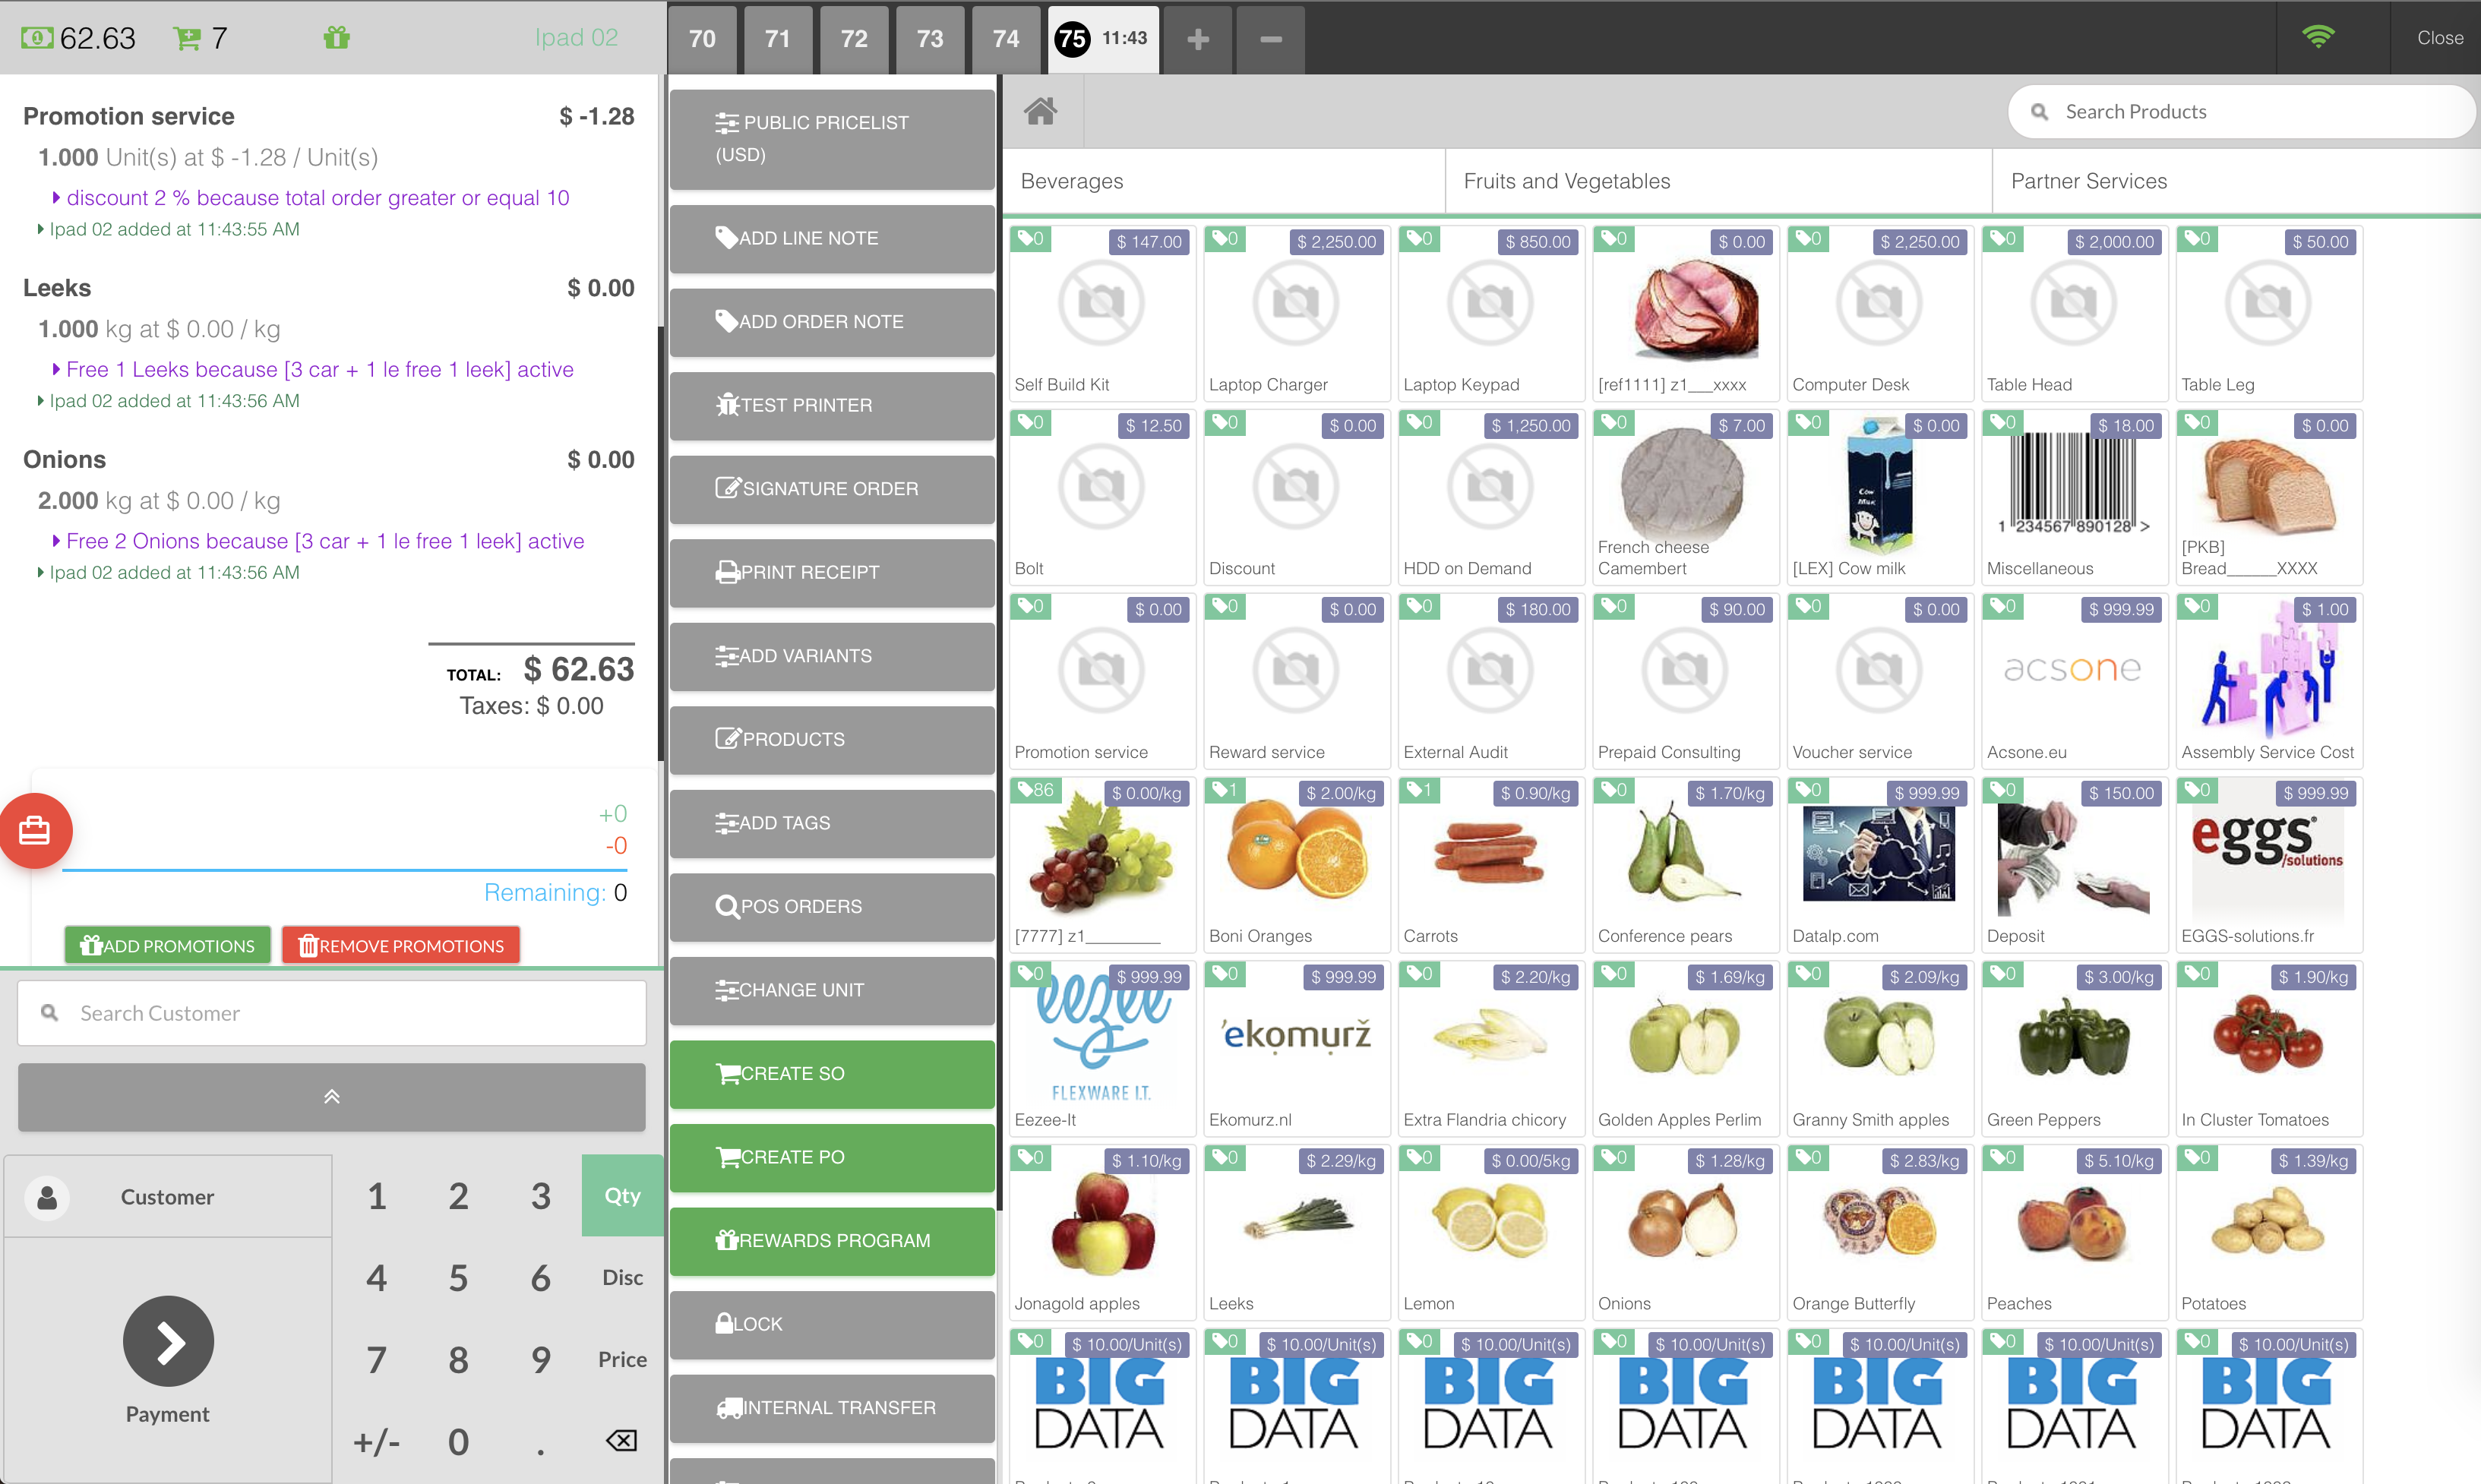 62.63 7 Ipad 02
70 71 72 73 74 75 11:43 + − Close
Promotion service $ -1.28
1.000 Unit(s) at $ -1.28 / Unit(s)
discount 2 % because total order greater or equal 10
Ipad 02 added at 11:43:55 AM
Leeks $ 0.00
1.000 kg at $ 0.00 / kg
Free 1 Leeks because [3 car + 1 le free 1 leek] active
Ipad 02 added at 11:43:56 AM
Onions $ 0.00
2.000 kg at $ 0.00 / kg
Free 2 Onions because [3 car + 1 le free 1 leek] active
Ipad 02 added at 11:43:56 AM
TOTAL: $ 62.63
Taxes: $ 0.00
+0
-0
Remaining: 0
ADD PROMOTIONS REMOVE PROMOTIONS
Search Customer
Customer
Payment
1 2 3 Qty
4 5 6 Disc
7 8 9 Price
+/- 0 .
PUBLIC PRICELIST
(USD)
ADD LINE NOTE
ADD ORDER NOTE
TEST PRINTER
SIGNATURE ORDER
PRINT RECEIPT
ADD VARIANTS
PRODUCTS
ADD TAGS
POS ORDERS
CHANGE UNIT
CREATE SO
CREATE PO
REWARDS PROGRAM
LOCK
INTERNAL TRANSFER
Search Products
Beverages Fruits and Vegetables Partner Services
0 $ 147.00 0 $ 2,250.00 0 $ 850.00 0 $ 0.00 0 $ 2,250.00 0 $ 2,000.00 0 $ 50.00
Self Build Kit Laptop Charger Laptop Keypad [ref1111] z1___xxxx Computer Desk Table Head Table Leg
0 $ 12.50 0 $ 0.00 0 $ 1,250.00 0 $ 7.00 0 $ 0.00 0 $ 18.00 0 $ 0.00
Cow
Milk
1 234567 890128 >
Bolt Discount HDD on Demand French cheese
Camembert [LEX] Cow milk Miscellaneous [PKB]
Bread______XXXX
0 $ 0.00 0 $ 0.00 0 $ 180.00 0 $ 90.00 0 $ 0.00 0 $ 999.99 0 $ 1.00
acsone
Promotion service Reward service External Audit Prepaid Consulting Voucher service Acsone.eu Assembly Service Cost
86 $ 0.00/kg 1 $ 2.00/kg 1 $ 0.90/kg 0 $ 1.70/kg 0 $ 999.99 0 $ 150.00 0 $ 999.99
eggs
/solutions
[7777] z1_________ Boni Oranges Carrots Conference pears Datalp.com Deposit EGGS-solutions.fr
0 $ 999.99 0 $ 999.99 0 $ 2.20/kg 0 $ 1.69/kg 0 $ 2.09/kg 0 $ 3.00/kg 0 $ 1.90/kg
eezee
FLEXWARE I.T.
'ekomurž
Eezee-It Ekomurz.nl Extra Flandria chicory Golden Apples Perlim Granny Smith apples Green Peppers In Cluster Tomatoes
0 $ 1.10/kg 0 $ 2.29/kg 0 $ 0.00/5kg 0 $ 1.28/kg 0 $ 2.83/kg 0 $ 5.10/kg 0 $ 1.39/kg
Jonagold apples Leeks Lemon Onions Orange Butterfly Peaches Potatoes
0 $ 10.00/Unit(s) 0 $ 10.00/Unit(s) 0 $ 10.00/Unit(s) 0 $ 10.00/Unit(s) 0 $ 10.00/Unit(s) 0 $ 10.00/Unit(s) 0 $ 10.00/Unit(s)
BIG BIG BIG BIG BIG BIG BIG
DATA DATA DATA DATA DATA DATA DATA